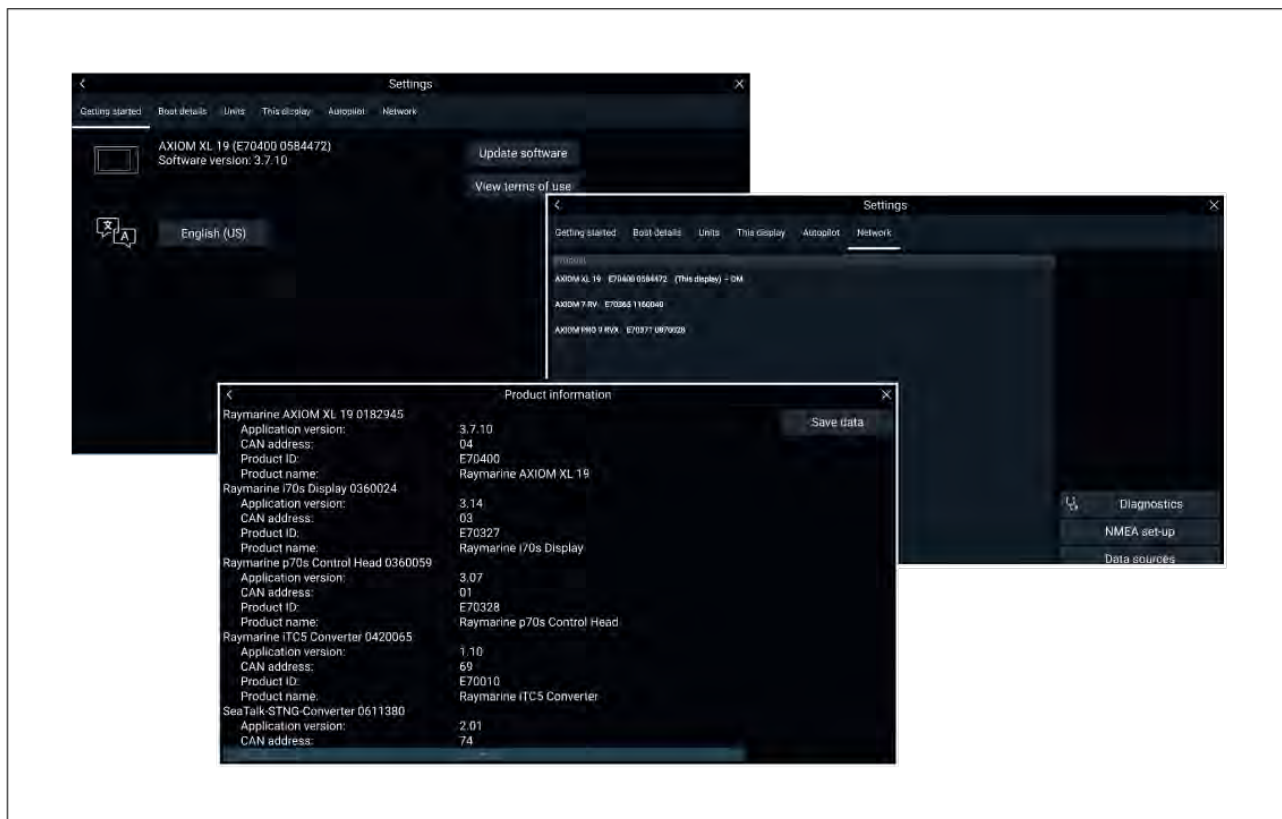 Settings
Getting started Boat details Units This display Autopilot Network
AXIOM XL 19 (E70400 0584472)
Software version: 3.7.10
Update software
View terms of use
English (US)
Settings
Getting started Boat details Units This display Autopilot Network
Product
AXIOM XL 19 E70400 0584472 (This display) – DM
AXIOM 7 RV E70365 1160040
AXIOM PRO 9 RVX E70371 0970028
Diagnostics
NMEA set-up
Data sources
Product information
Save data
Raymarine AXIOM XL 19 0182945
Application version: 3.7.10
CAN address: 04
Product ID: E70400
Product name: Raymarine AXIOM XL 19
Raymarine i70s Display 0360024
Application version: 3.14
CAN address: 03
Product ID: E70327
Product name: Raymarine i70s Display
Raymarine p70s Control Head 0360059
Application version: 3.07
CAN address: 01
Product ID: E70328
Product name: Raymarine p70s Control Head
Raymarine iTC5 Converter 0420065
Application version: 1.10
CAN address: 69
Product ID: E70010
Product name: Raymarine iTC5 Converter
SeaTalk-STNG-Converter 0611380
Application version: 2.01
CAN address: 74